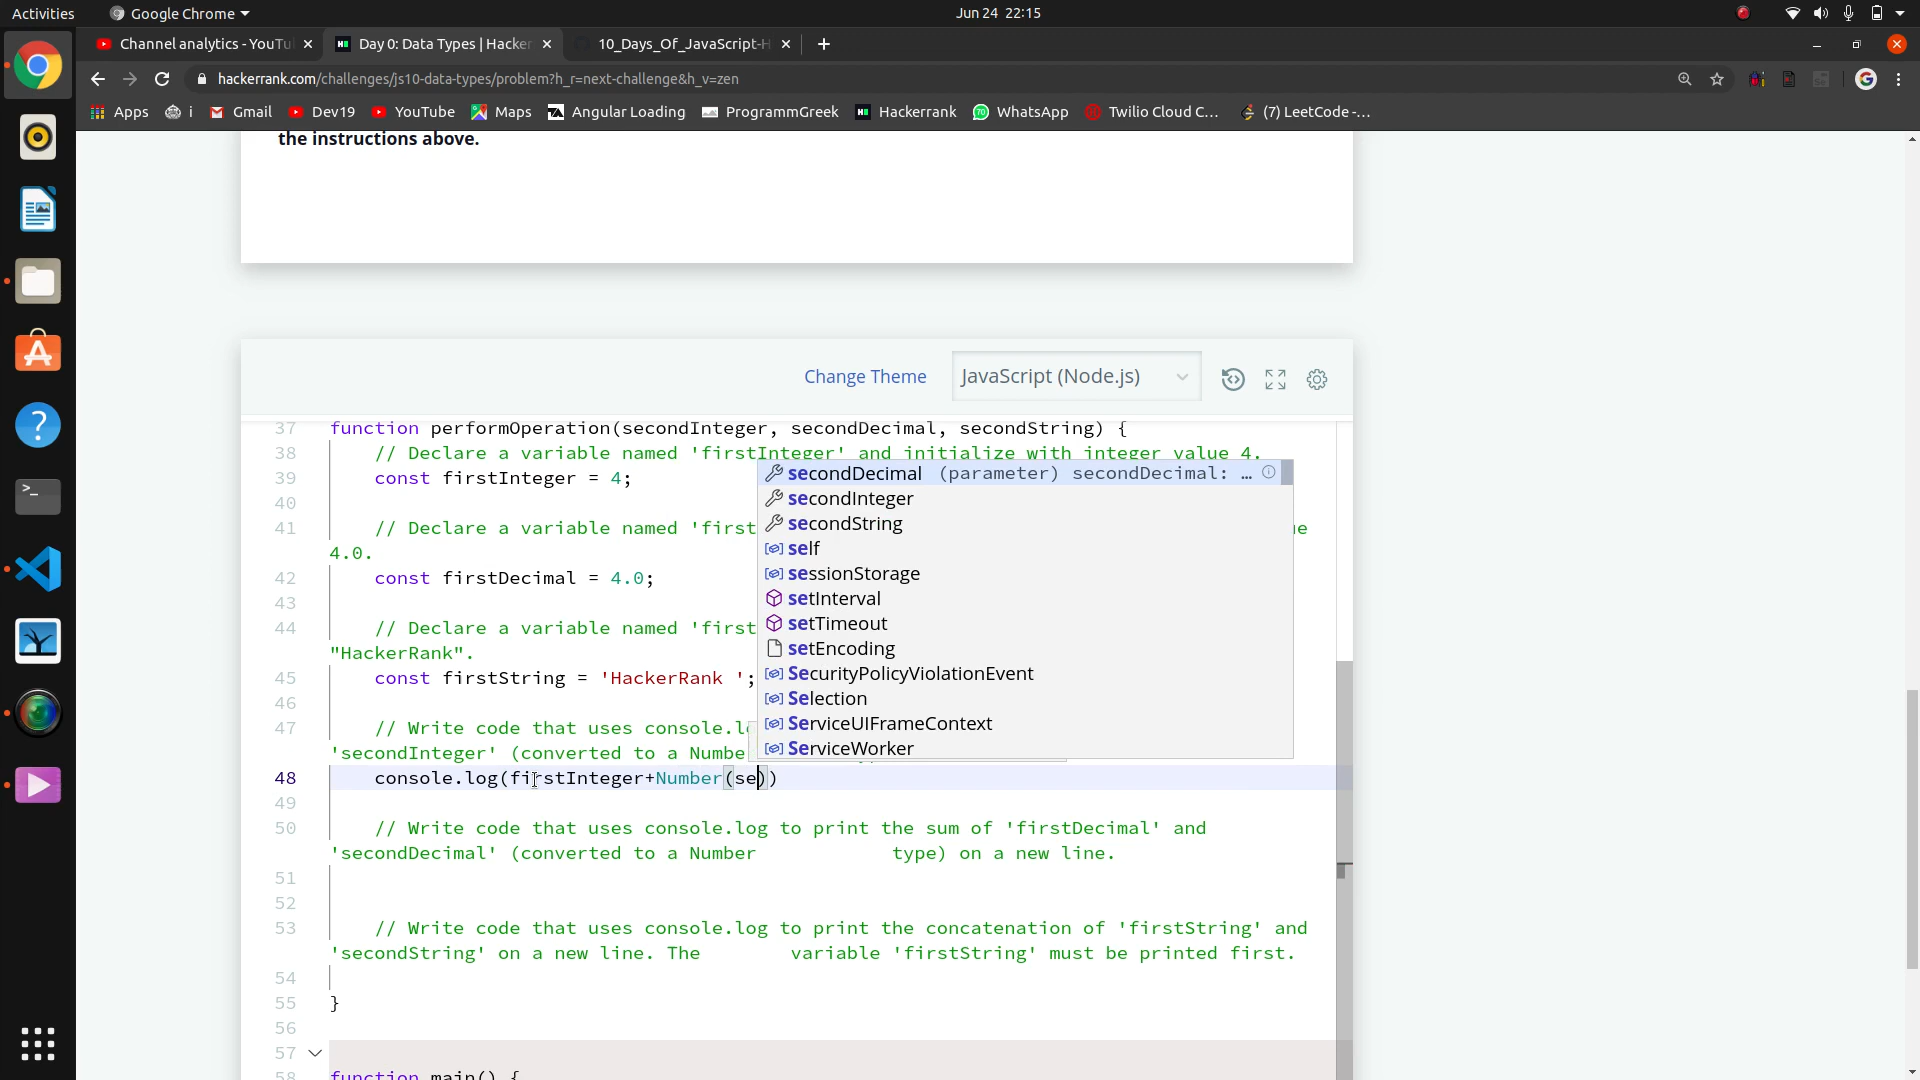 Activities
Google Chrome
Jun 24 22:15
Channel analytics - YouTu
Day 0: Data Types | Hacker
10_Days_Of_JavaScript-H
hackerrank.com/challenges/js10-data-types/problem?h_r=next-challenge&h_v=zen
Apps
i
Gmail
Dev19
YouTube
Maps
Angular Loading
ProgrammGreek
Hackerrank
WhatsApp
Twilio Cloud C...
(7) LeetCode -...
the instructions above.
Change Theme
JavaScript (Node.js)
37 function performOperation(secondInteger, secondDecimal, secondString) {
38 // Declare a variable named 'firstInteger' and initialize with integer value 4.
39 const firstInteger = 4;
secondDecimal (parameter) secondDecimal: ...
40
secondInteger
41 // Declare a variable named 'first
secondString
4.0.
self
42 const firstDecimal = 4.0;
sessionStorage
43
setInterval
44 // Declare a variable named 'first
setTimeout
"HackerRank".
setEncoding
45 const firstString = 'HackerRank ';
SecurityPolicyViolationEvent
46
Selection
47 // Write code that uses console.l
ServiceUIFrameContext
'secondInteger' (converted to a Numbe
ServiceWorker
48 console.log(firstInteger+Number(se))
49
50 // Write code that uses console.log to print the sum of 'firstDecimal' and
'secondDecimal' (converted to a Number type) on a new line.
51
52
53 // Write code that uses console.log to print the concatenation of 'firstString' and
'secondString' on a new line. The variable 'firstString' must be printed first.
54
55 }
56
57
58 function main() {